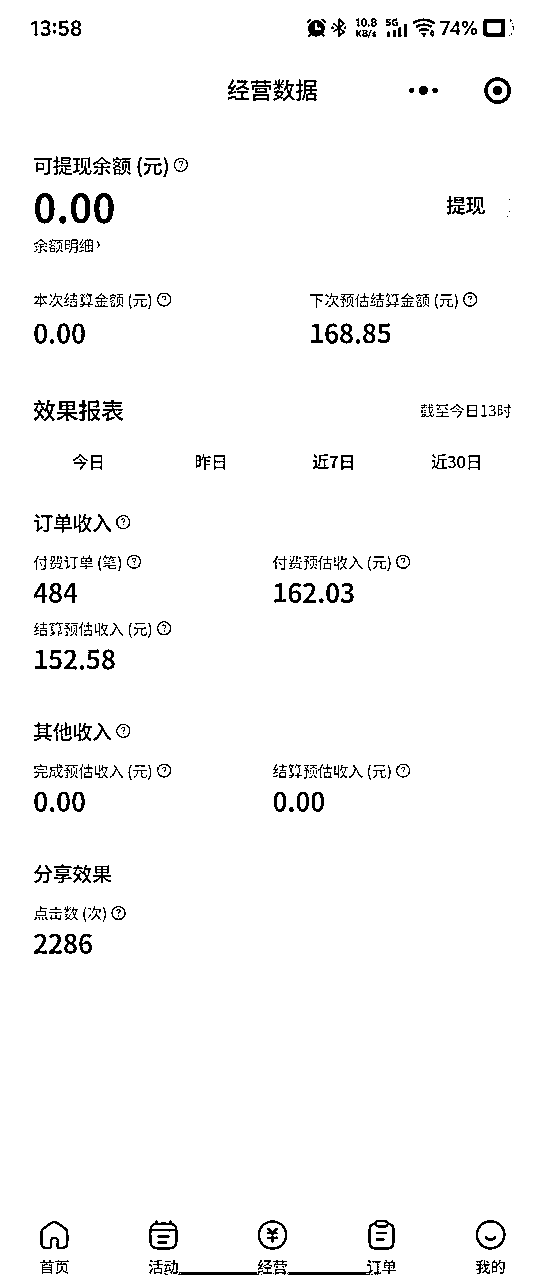 13:58 10.8 KB/s 5G 74%
经营数据
可提现余额 (元)
0.00 提现
余额明细
本次结算金额 (元) 下次预估结算金额 (元)
0.00 168.85
效果报表 截至今日13时
今日 昨日 近7日 近30日
订单收入
付费订单 (笔) 付费预估收入 (元)
484 162.03
结算预估收入 (元)
152.58
其他收入
完成预估收入 (元) 结算预估收入 (元)
0.00 0.00
分享效果
点击数 (次)
2286
首页 活动 经营 订单 我的